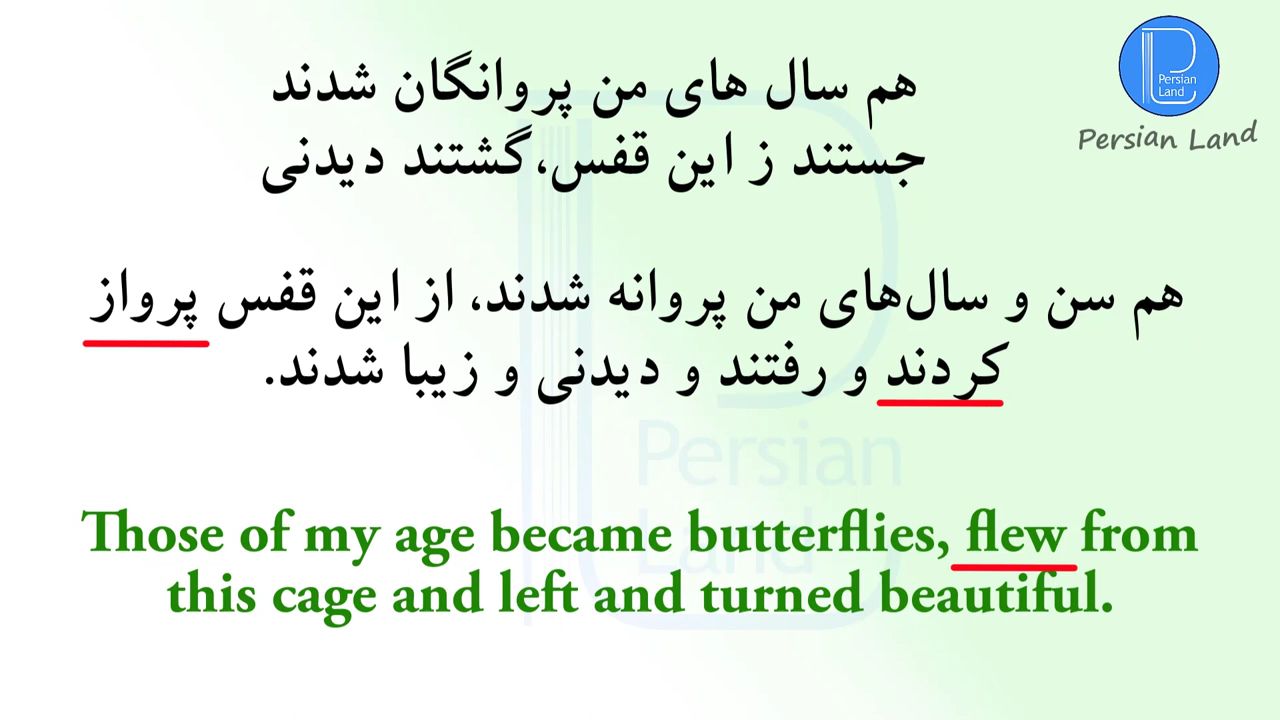 هم سال های من پروانگان شدند
جستند ز این قفس،گشتند دیدنی
هم سن و سال‌های من پروانه شدند، از این قفس پرواز
کردند و رفتند و دیدنی و زیبا شدند.
Those of my age became butterflies, flew from
this cage and left and turned beautiful.
Persian
Land
Persian Land
Persian
Land